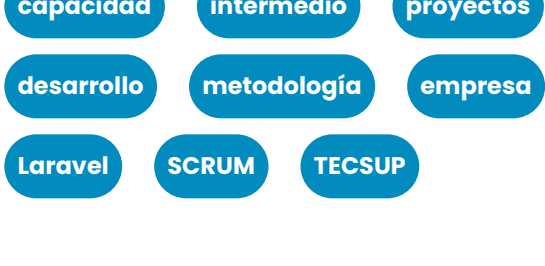 capacidad intermedio proyectos
desarrollo metodología empresa
Laravel SCRUM TECSUP